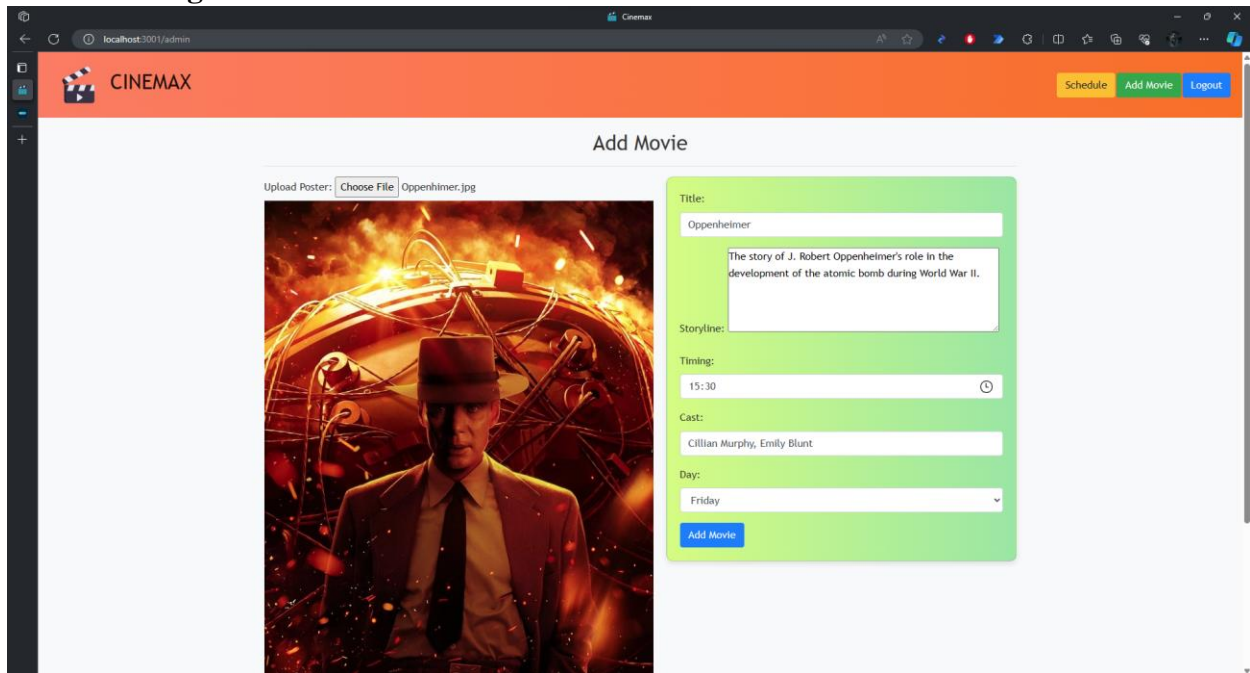 Cinemax
localhost:3001/admin
CINEMAX
Schedule
Add Movie
Logout
Add Movie
Upload Poster: Choose File Oppenhimer.jpg
Title:
Oppenheimer
The story of J. Robert Oppenheimer's role in the
development of the atomic bomb during World War II.
Storyline:
Timing:
15:30
Cast:
Cillian Murphy, Emily Blunt
Day:
Friday
Add Movie